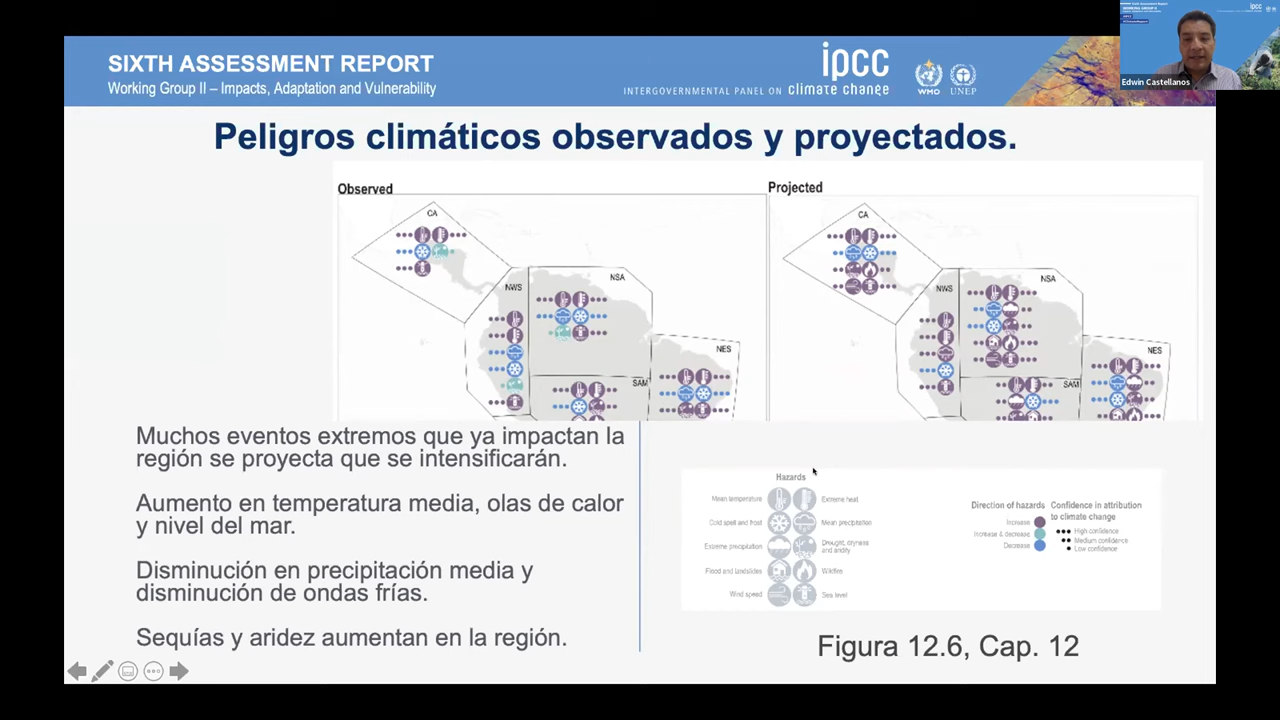 SIXTH ASSESSMENT REPORT
Working Group II – Impacts, Adaptation and Vulnerability
ipcc
INTERGOVERNMENTAL PANEL ON climate change
WMO
UNEP
ipcc
Edwin Castellanos
Peligros climáticos observados y proyectados.
Observed
CA
NWS
NSA
SAM
NES
Projected
CA
NWS
NSA
SAM
NES
Muchos eventos extremos que ya impactan la
región se proyecta que se intensificarán.
Aumento en temperatura media, olas de calor
y nivel del mar.
Disminución en precipitación media y
disminución de ondas frías.
Sequías y aridez aumentan en la región.
Hazards
Mean temperature
Extreme heat
Cold spell and frost
Mean precipitation
Extreme precipitation
Drought, dryness
and aridity
Flood and landslides
Wildfire
Wind speed
Sea level
Direction of hazards
Increase
Increase & decrease
Decrease
Confidence in attribution
to climate change
High confidence
Medium confidence
Low confidence
Figura 12.6, Cap. 12